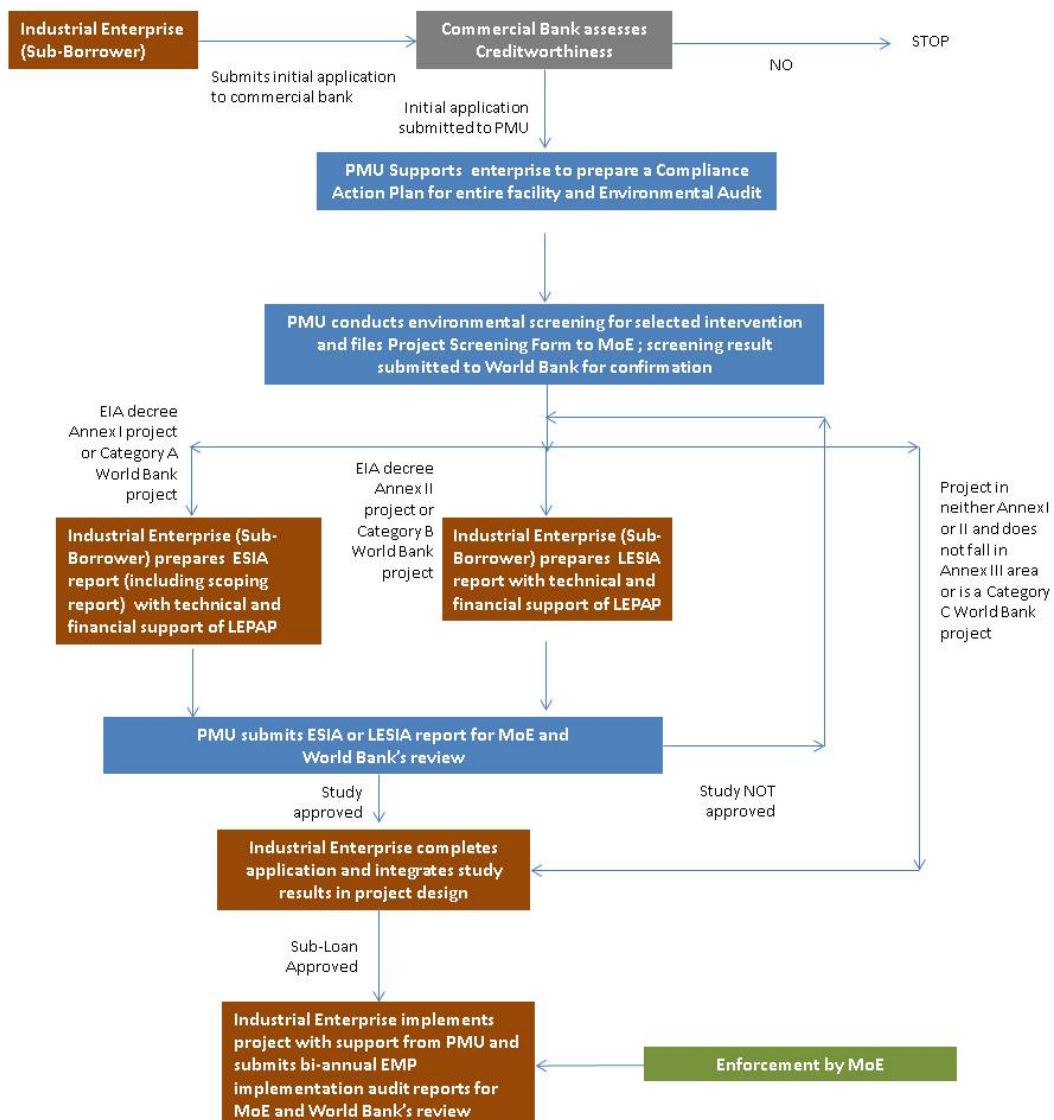 Industrial Enterprise
(Sub-Borrower)
Commercial Bank assesses
Creditworthiness
STOP
NO
Submits initial application
to commercial bank
Initial application
submitted to PMU
PMU Supports enterprise to prepare a Compliance
Action Plan for entire facility and Environmental Audit
PMU conducts environmental screening for selected intervention
and files Project Screening Form to MoE ; screening result
submitted to World Bank for confirmation
EIA decree
Annex I project
or Category A
World Bank
project
EIA decree
Annex II
project or
Category B
World Bank
project
Project in
neither Annex I
or II and does
not fall in
Annex III area
or is a Category
C World Bank
project
Industrial Enterprise (Sub-
Borrower) prepares ESIA
report (including scoping
report) with technical and
financial support of LEPAP
Industrial Enterprise (Sub-
Borrower) prepares LESIA
report with technical and
financial support of LEPAP
PMU submits ESIA or LESIA report for MoE and
World Bank's review
Study
approved
Study NOT
approved
Industrial Enterprise completes
application and integrates study
results in project design
Sub-Loan
Approved
Industrial Enterprise implements
project with support from PMU and
submits bi-annual EMP
implementation audit reports for
MoE and World Bank's review
Enforcement by MoE